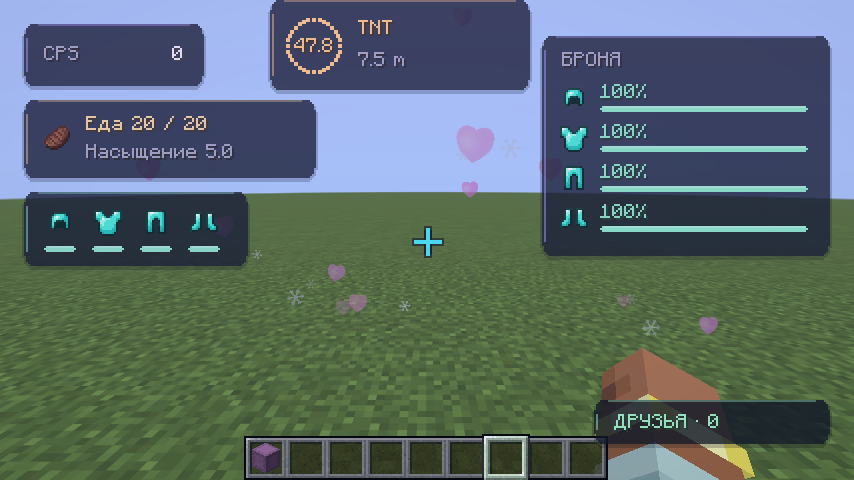 CPS 0
47.8
TNT
7.5 m
Еда 20 / 20
Насыщение 5.0
БРОНЯ
100%
100%
100%
100%
ДРУЗЬЯ · 0